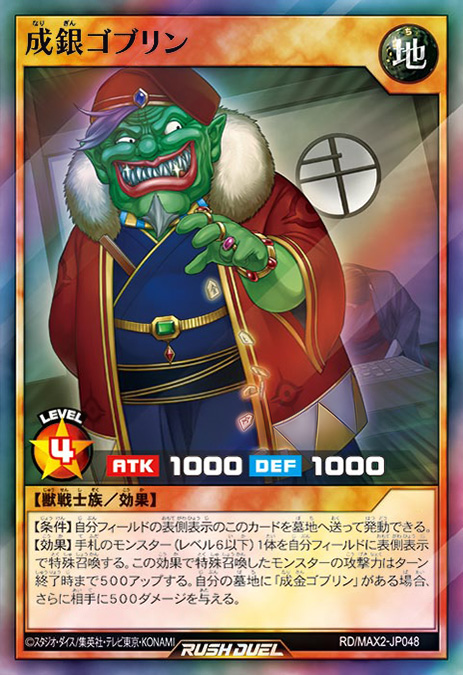 成銀ゴブリン
地
LEVEL
4
ATK 1000 DEF 1000
【獣戦士族／効果】
【条件】自分フィールドの表側表示のこのカードを墓地へ送って発動できる。
【効果】手札のモンスター(レベル6以下)1体を自分フィールドに表側表示
で特殊召喚する。この効果で特殊召喚したモンスターの攻撃力はターン
終了時まで500アップする。自分の墓地に「成金ゴブリン」がある場合、
さらに相手に500ダメージを与える。
©スタジオ・ダイス/集英社・テレビ東京・KONAMI
RUSH DUEL
RD/MAX2-JP048